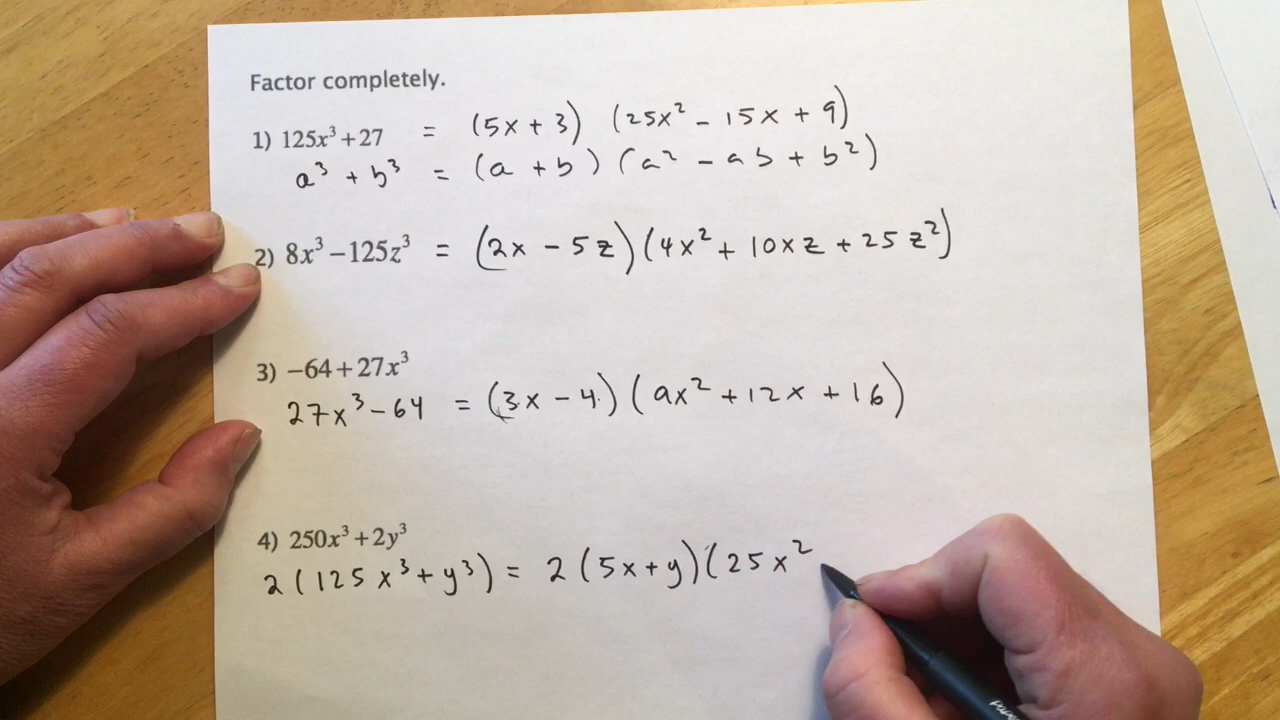 Factor completely.
1) 125x³+27 = (5x + 3) (25x² - 15x + 9)
a³ + b³ = (a + b) (a² - ab + b²)
2) 8x³-125z³ = (2x - 5z)(4x² + 10xz + 25z²)
3) -64+27x³
27x³-64 = (3x - 4)(9x² + 12x + 16)
4) 250x³+2y³
2(125x³+y³) = 2(5x+y)(25x²